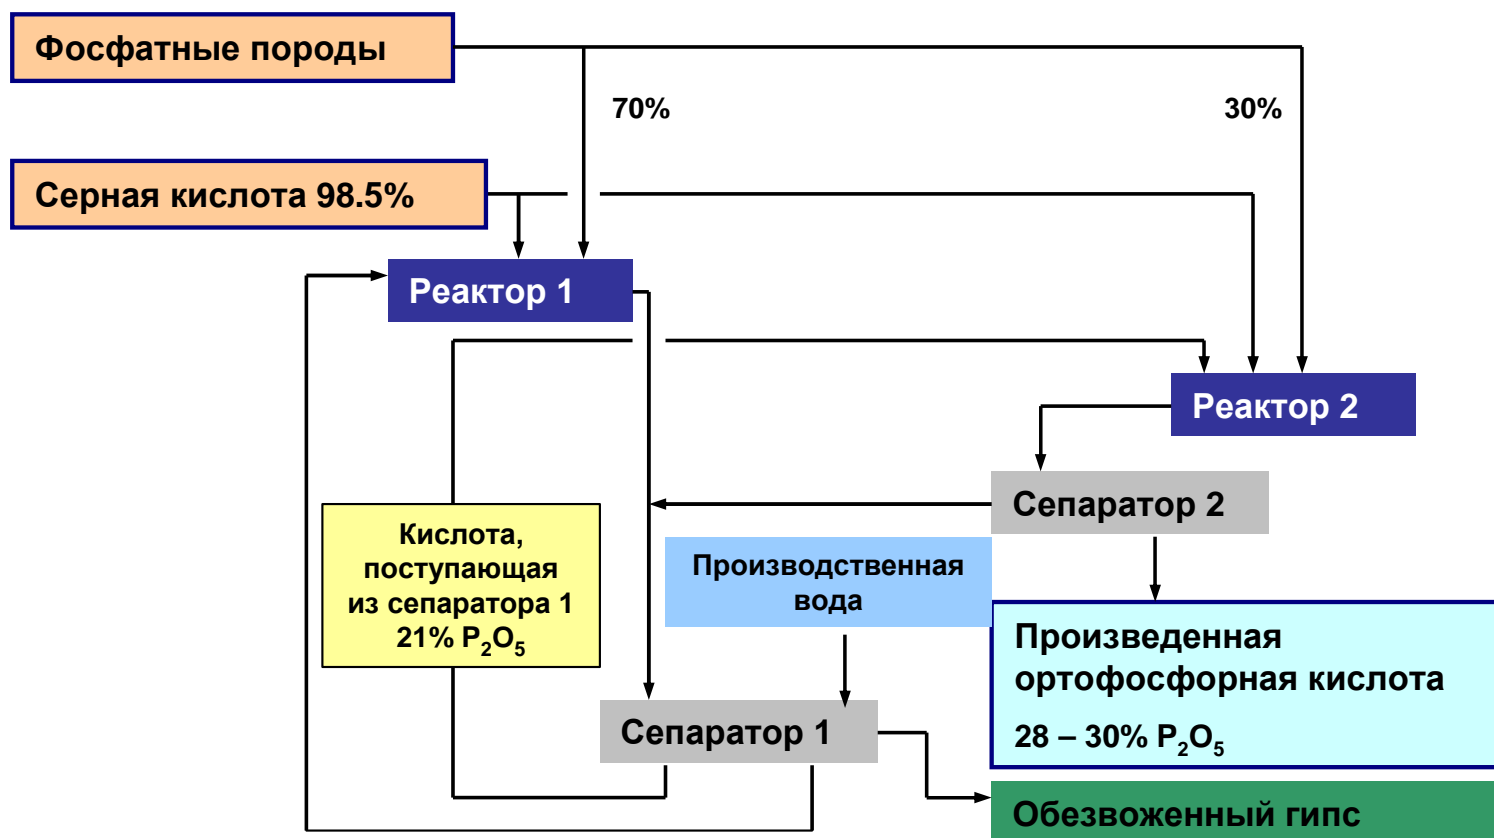 Фосфатные породы
70%
30%
Серная кислота 98.5%
Реактор 1
Реактор 2
Сепаратор 2
Кислота,
поступающая
из сепаратора 1
21% P₂O₅
Производственная
вода
Произведенная
ортофосфорная кислота
28 – 30% P₂O₅
Сепаратор 1
Обезвоженный гипс